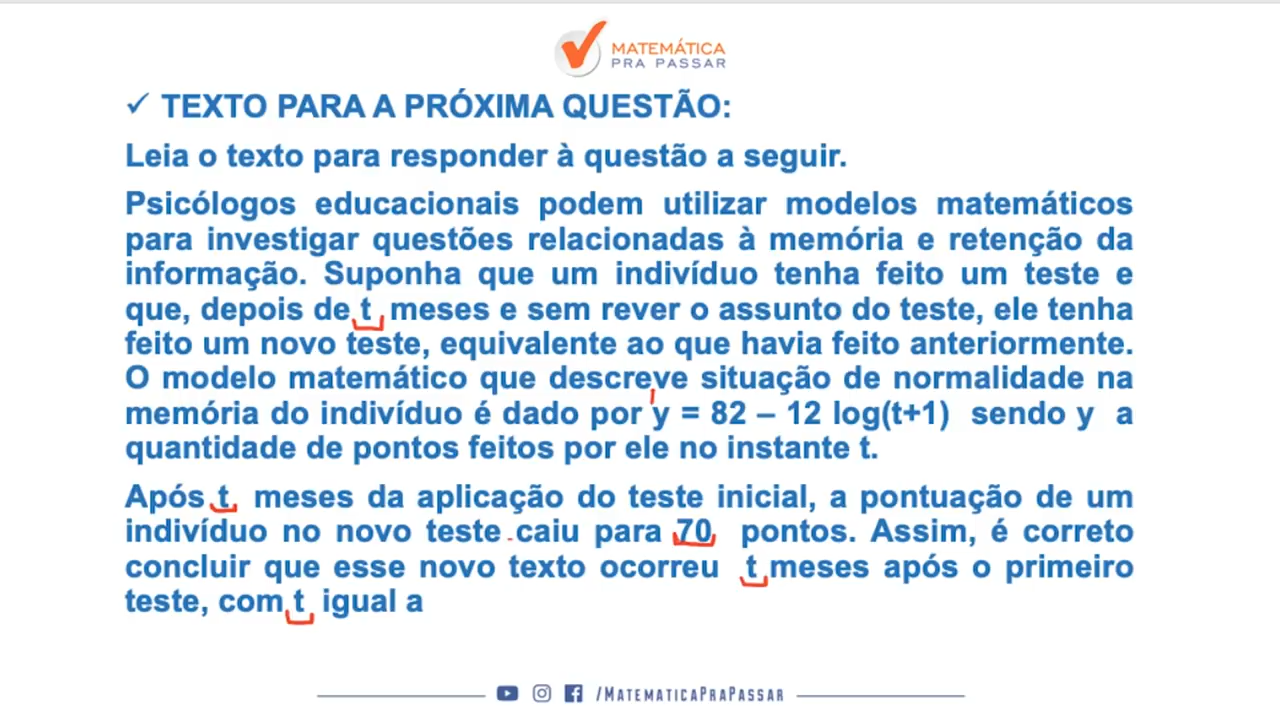 MATEMÁTICA
PRA PASSAR
✓ TEXTO PARA A PRÓXIMA QUESTÃO:
Leia o texto para responder à questão a seguir.
Psicólogos educacionais podem utilizar modelos matemáticos
para investigar questões relacionadas à memória e retenção da
informação. Suponha que um indivíduo tenha feito um teste e
que, depois de t meses e sem rever o assunto do teste, ele tenha
feito um novo teste, equivalente ao que havia feito anteriormente.
O modelo matemático que descreve situação de normalidade na
memória do indivíduo é dado por y = 82 – 12 log(t+1) sendo y a
quantidade de pontos feitos por ele no instante t.
Após t meses da aplicação do teste inicial, a pontuação de um
indivíduo no novo teste caiu para 70 pontos. Assim, é correto
concluir que esse novo texto ocorreu t meses após o primeiro
teste, com t igual a
/MATEMATICAPRAPASSAR